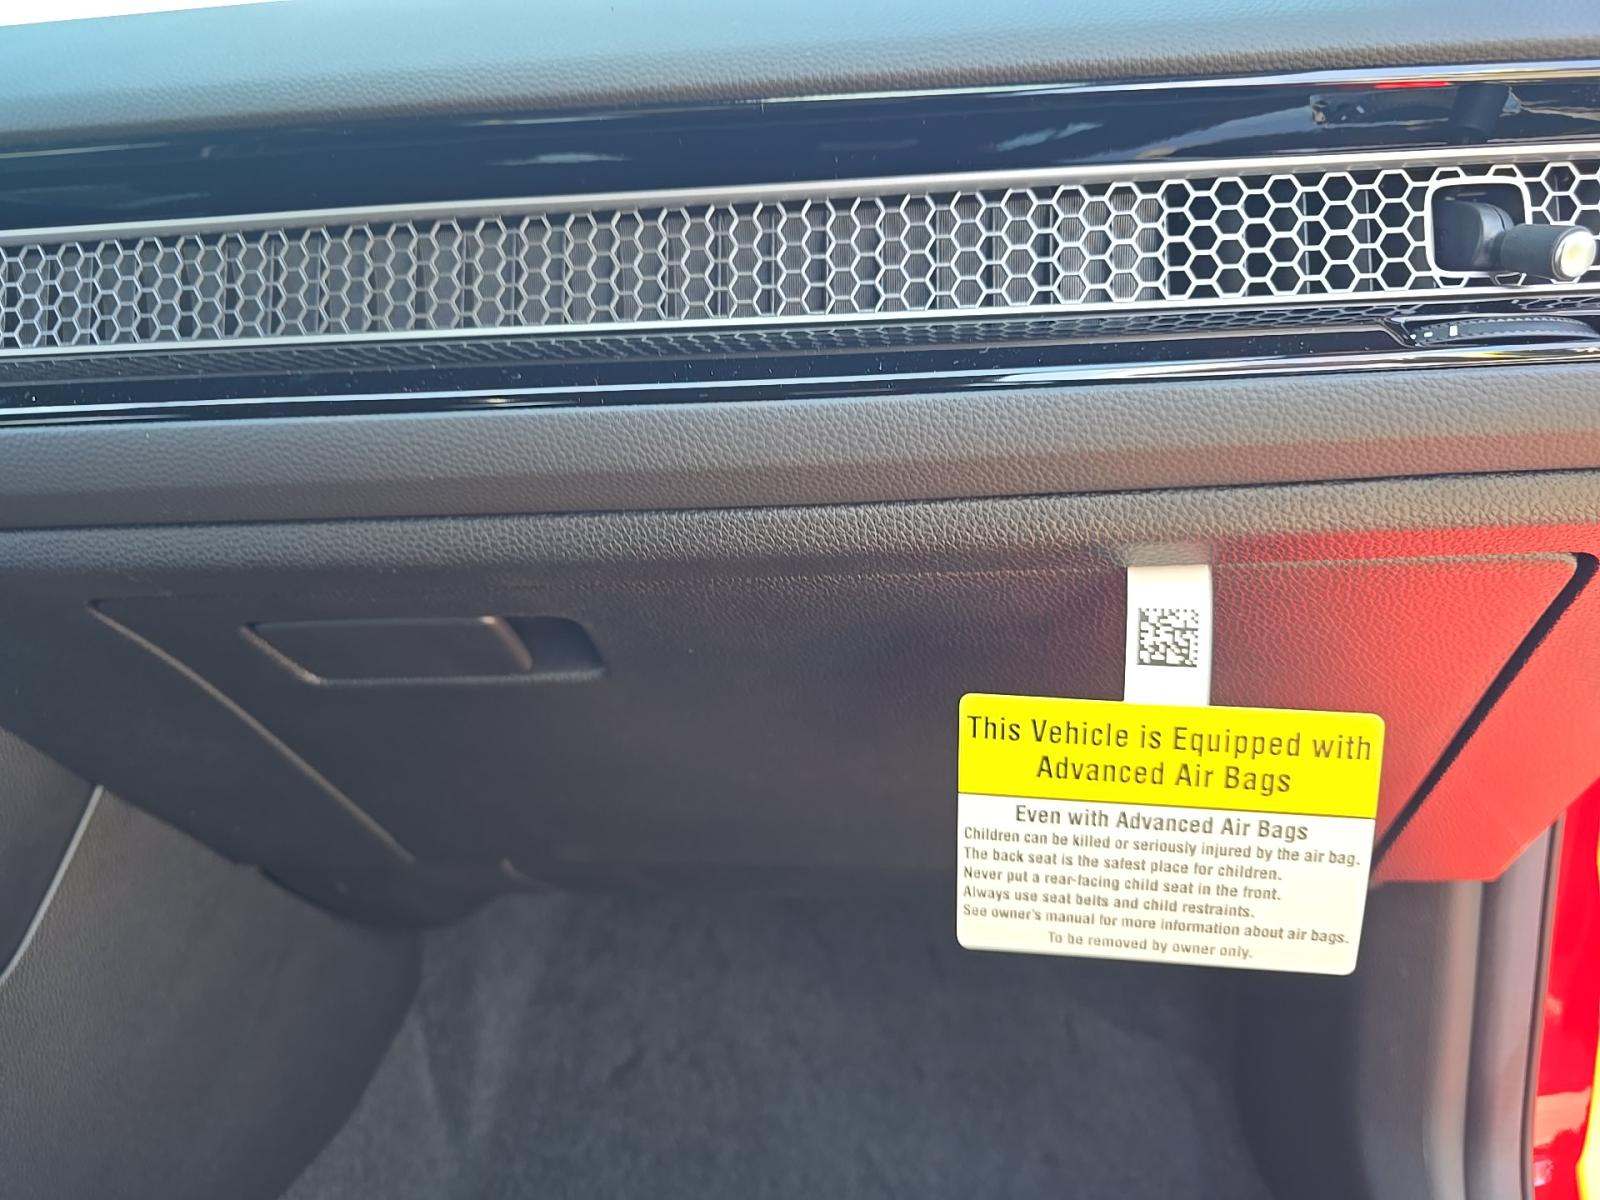 This Vehicle is Equipped with
Advanced Air Bags
Even with Advanced Air Bags
Children can be killed or seriously injured by the air bag.
The back seat is the safest place for children.
Never put a rear-facing child seat in the front.
Always use seat belts and child restraints.
See owner's manual for more information about air bags.
To be removed by owner only.